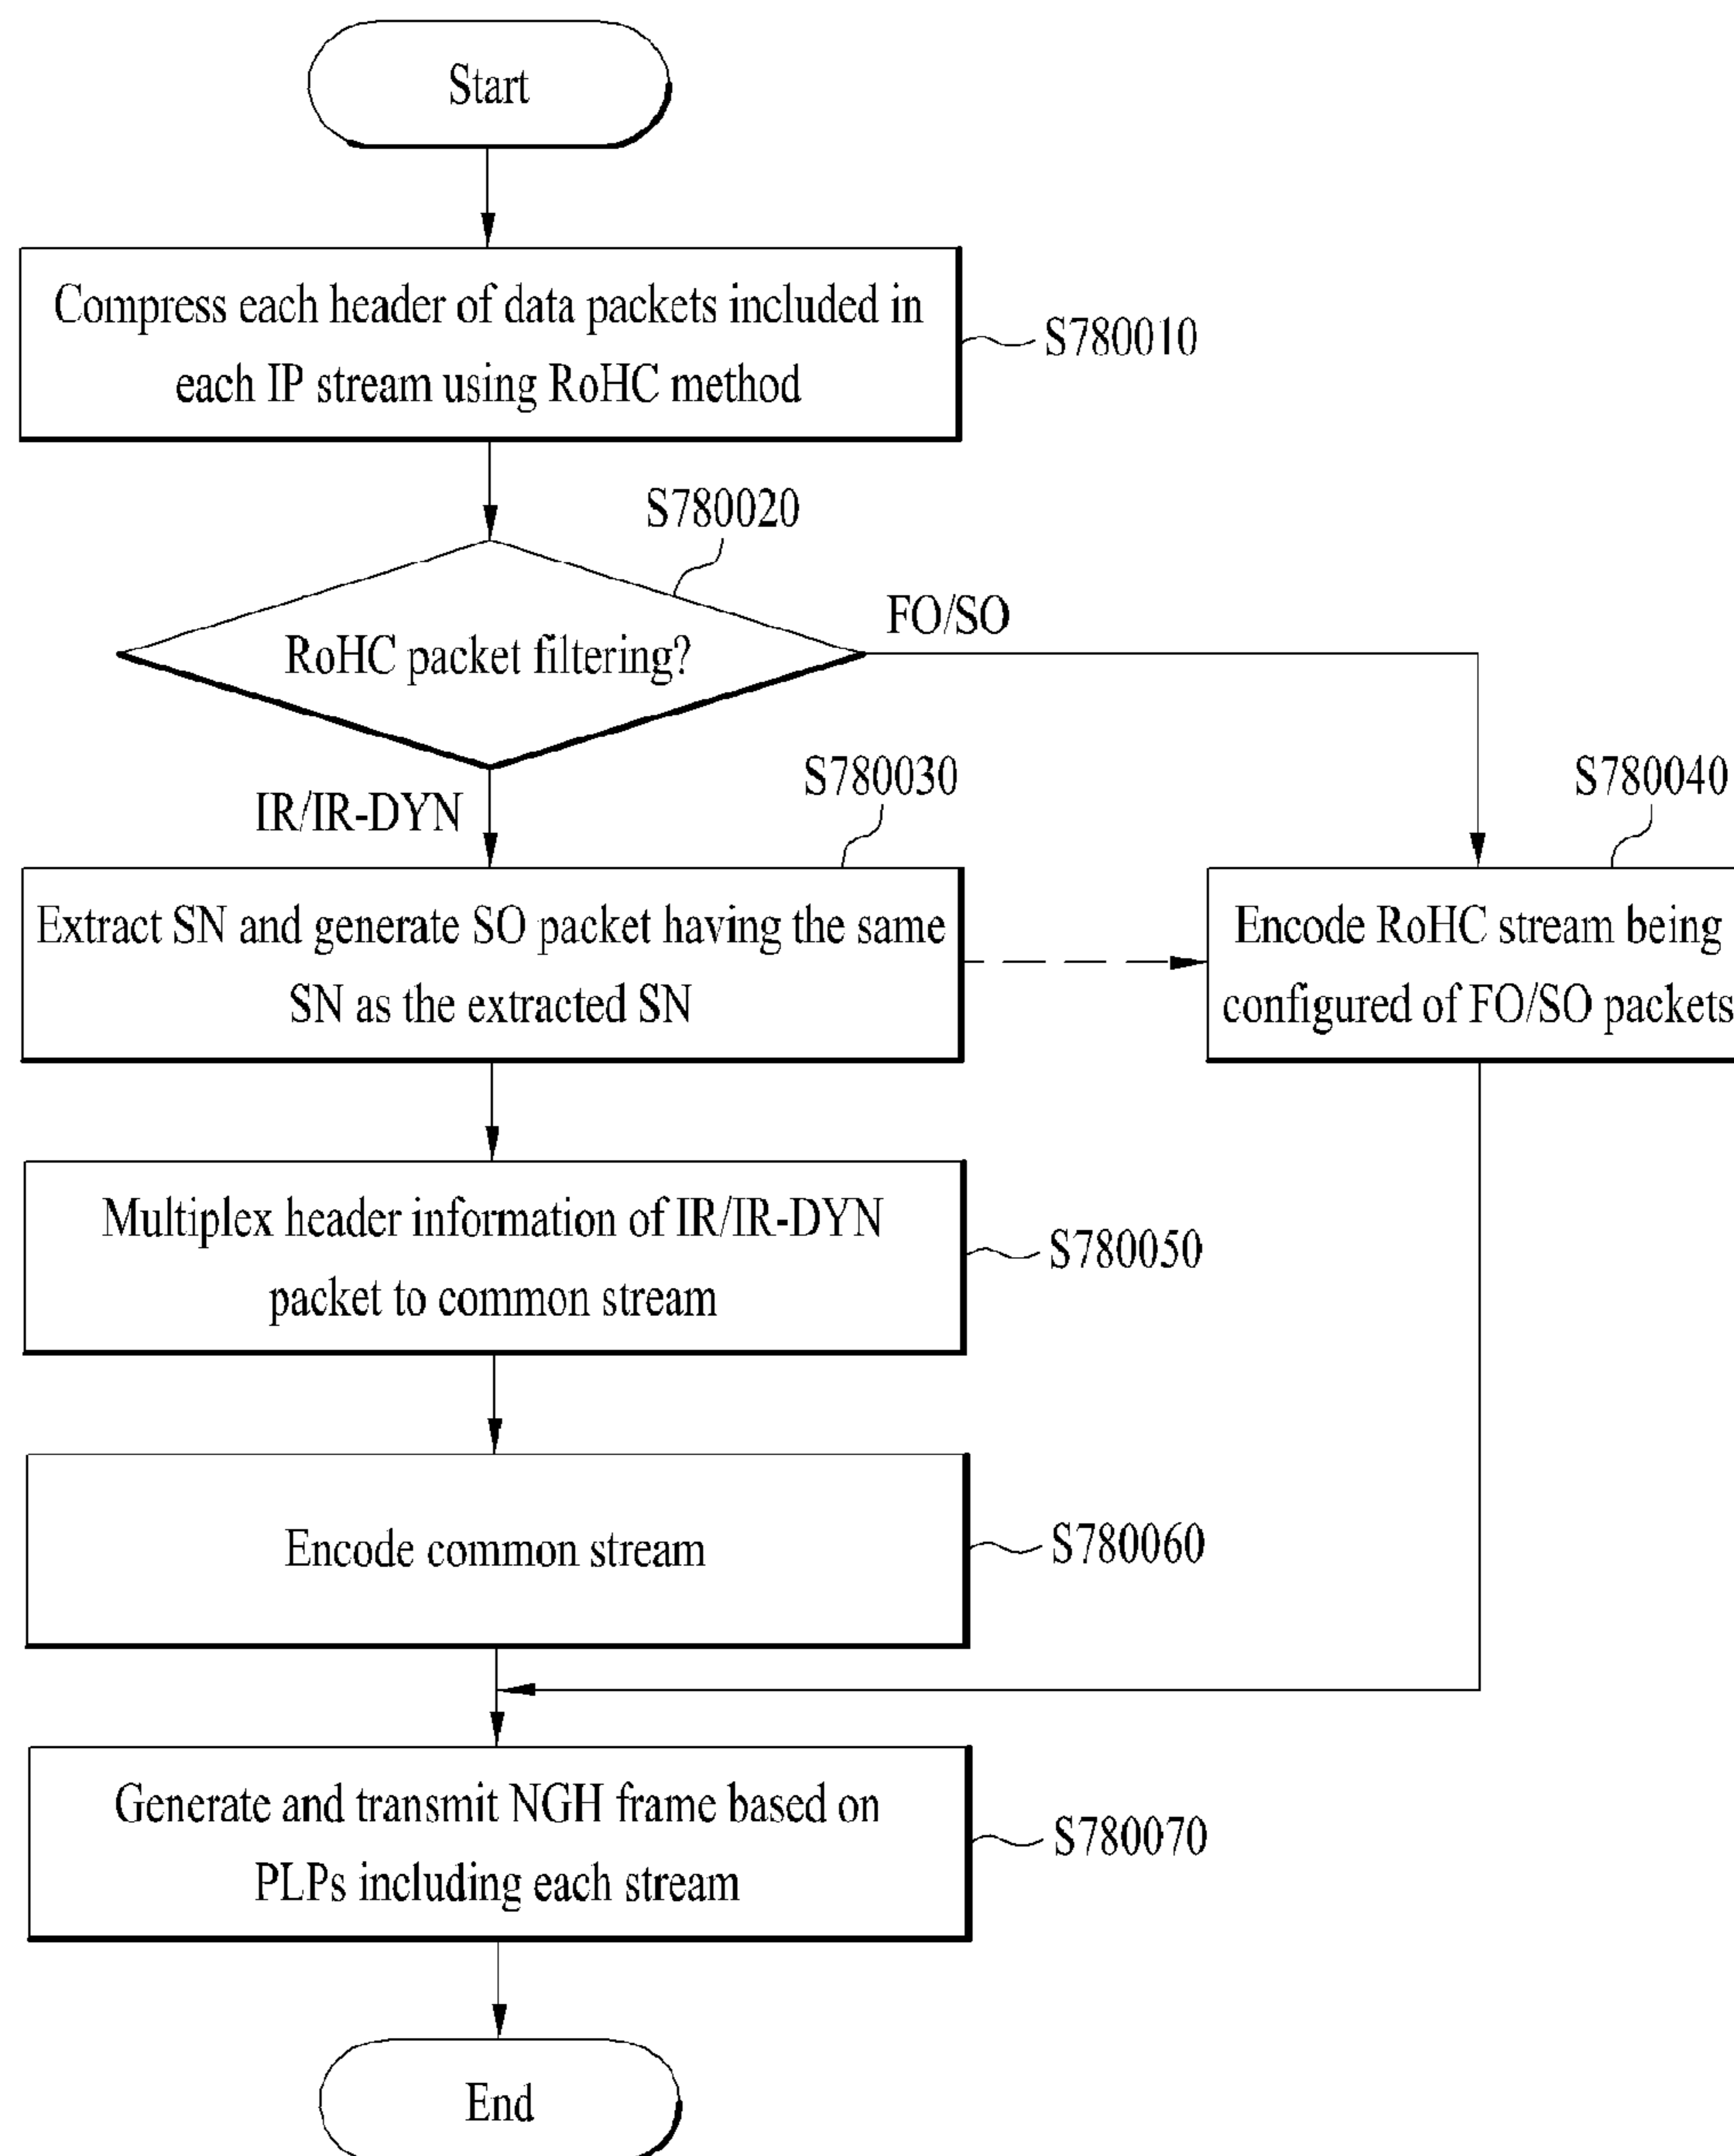 Start
Compress each header of data packets included in
each IP stream using RoHC method
S780010
S780020
RoHC packet filtering?
FO/SO
IR/IR-DYN
S780030
S780040
Extract SN and generate SO packet having the same
SN as the extracted SN
Encode RoHC stream being
configured of FO/SO packets
Multiplex header information of IR/IR-DYN
packet to common stream
S780050
Encode common stream
S780060
Generate and transmit NGH frame based on
PLPs including each stream
S780070
End